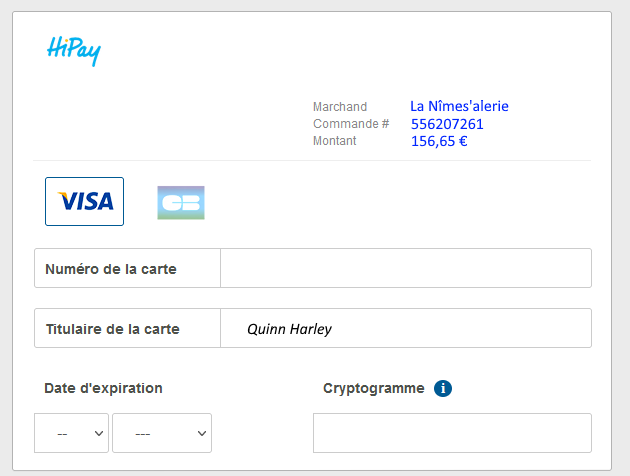 HiPay
Marchand La Nîmes'alerie
Commande # 556207261
Montant 156,65 €
VISA CB
Numéro de la carte
Titulaire de la carte Quinn Harley
Date d'expiration Cryptogramme i
-- ---